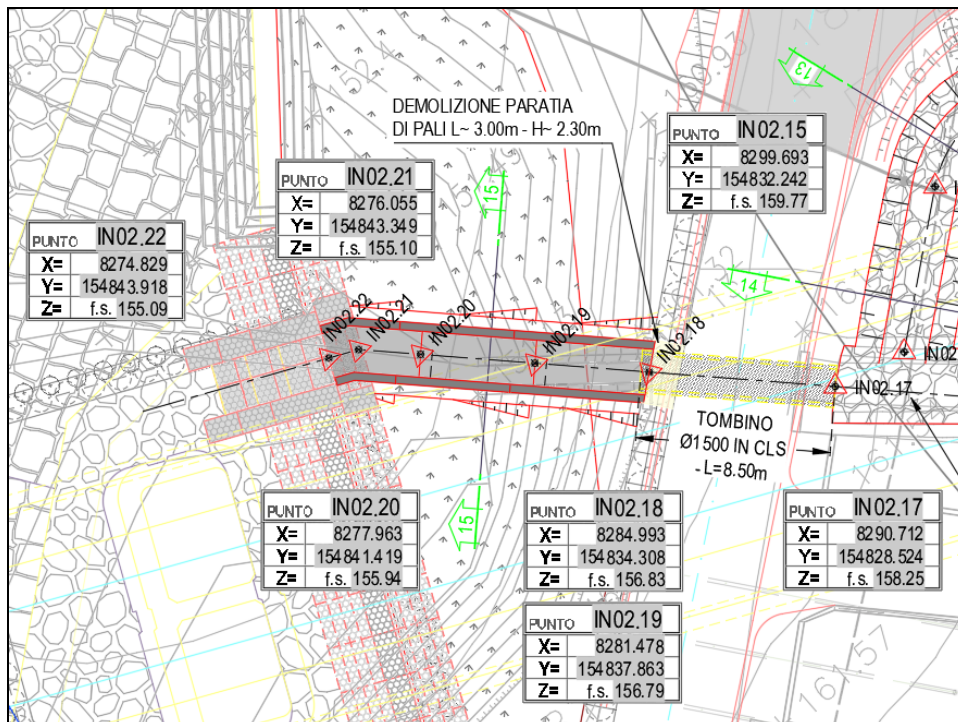 DEMOLIZIONE PARATIA
DI PALI L~ 3.00m - H~ 2.30m
PUNTO IN02.15
X= 8299.693
Y= 154832.242
Z= f.s. 159.77
PUNTO IN02.21
X= 8276.055
Y= 154843.349
Z= f.s. 155.10
PUNTO IN02.22
X= 8274.829
Y= 154843.918
Z= f.s. 155.09
13
15
14
IN02.22
IN02.21
IN02.20
IN02.19
IN02.18
IN02.17
TOMBINO
Ø1500 IN CLS
- L=8.50m
15
PUNTO IN02.20
X= 8277.963
Y= 154841.419
Z= f.s. 155.94
PUNTO IN02.18
X= 8284.993
Y= 154834.308
Z= f.s. 156.83
PUNTO IN02.17
X= 8290.712
Y= 154828.524
Z= f.s. 158.25
PUNTO IN02.19
X= 8281.478
Y= 154837.863
Z= f.s. 156.79
161.57